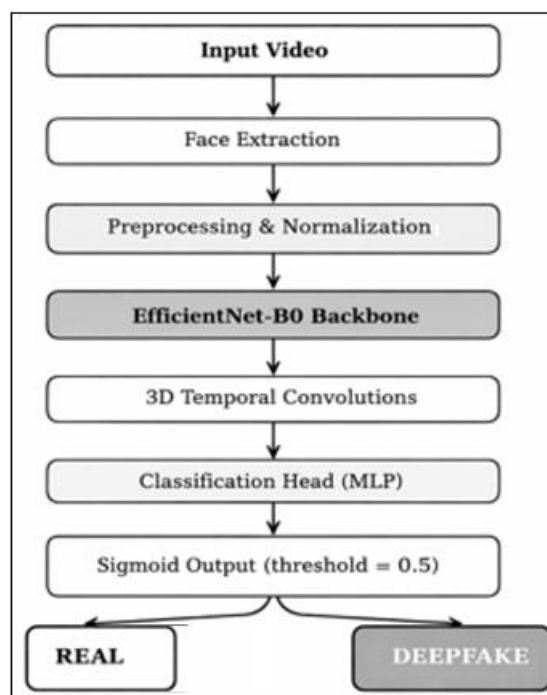 Input Video
Face Extraction
Preprocessing & Normalization
EfficientNet-B0 Backbone
3D Temporal Convolutions
Classification Head (MLP)
Sigmoid Output (threshold = 0.5)
REAL
DEEPFAKE